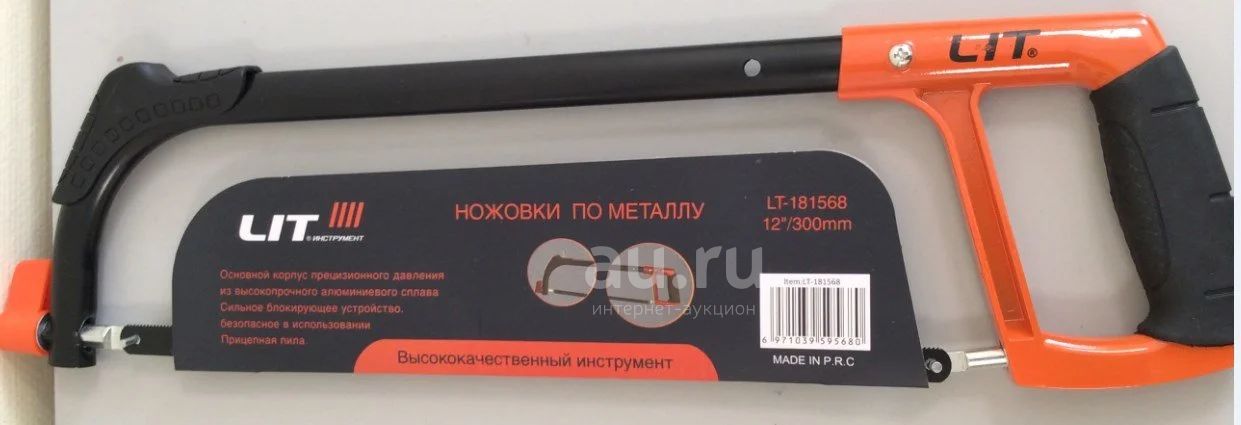 LIT®
LIT
© ИНСТРУМЕНТ
НОЖОВКИ ПО МЕТАЛЛУ
LT-181568
12"/300mm
Основной корпус прецизионного давления
из высокопрочного алюминиевого сплава
Сильное блокирующее устройство,
безопасное в использовании
Прицепная пила.
Высококачественный инструмент
au.ru
интернет-аукцион
Item:LT-181568
6 971039 595680
MADE IN P.R.C